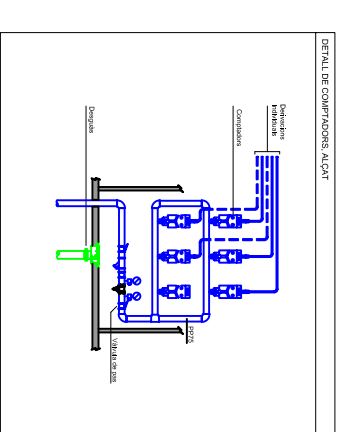 DETALL DE COMPTADORS, ALÇAT
Derivacions
individuals
Comptadors
Desguàs
PP75
Vàlvula de pas